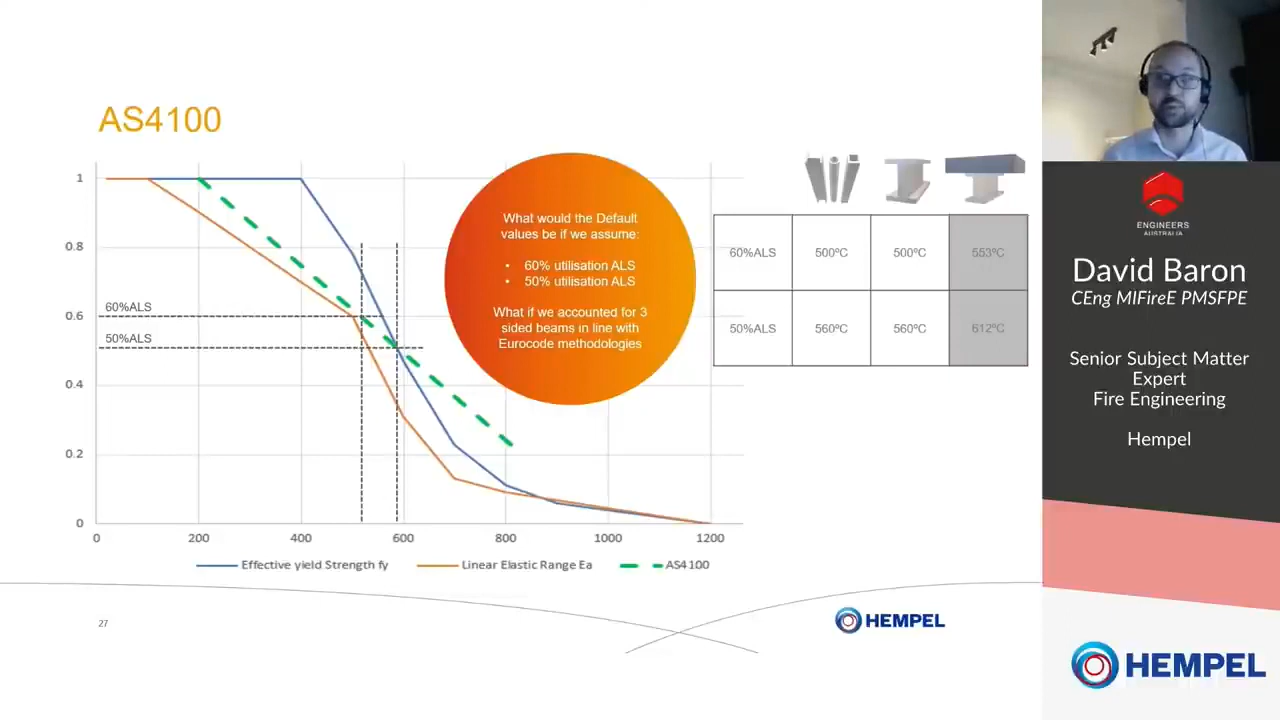 AS4100
1
0.8
0.6
0.4
0.2
0
60%ALS
50%ALS
0
200
400
600
800
1000
1200
Effective yield Strength fy
Linear Elastic Range Ea
AS4100
What would the Default
values be if we assume:
• 60% utilisation ALS
• 50% utilisation ALS
What if we accounted for 3
sided beams in line with
Eurocode methodologies
60%ALS 500ºC 500ºC 553ºC
50%ALS 560ºC 560ºC 612ºC
27
HEMPEL
ENGINEERS
AUSTRALIA
David Baron
CEng MIFireE PMSFPE
Senior Subject Matter
Expert
Fire Engineering
Hempel
HEMPEL